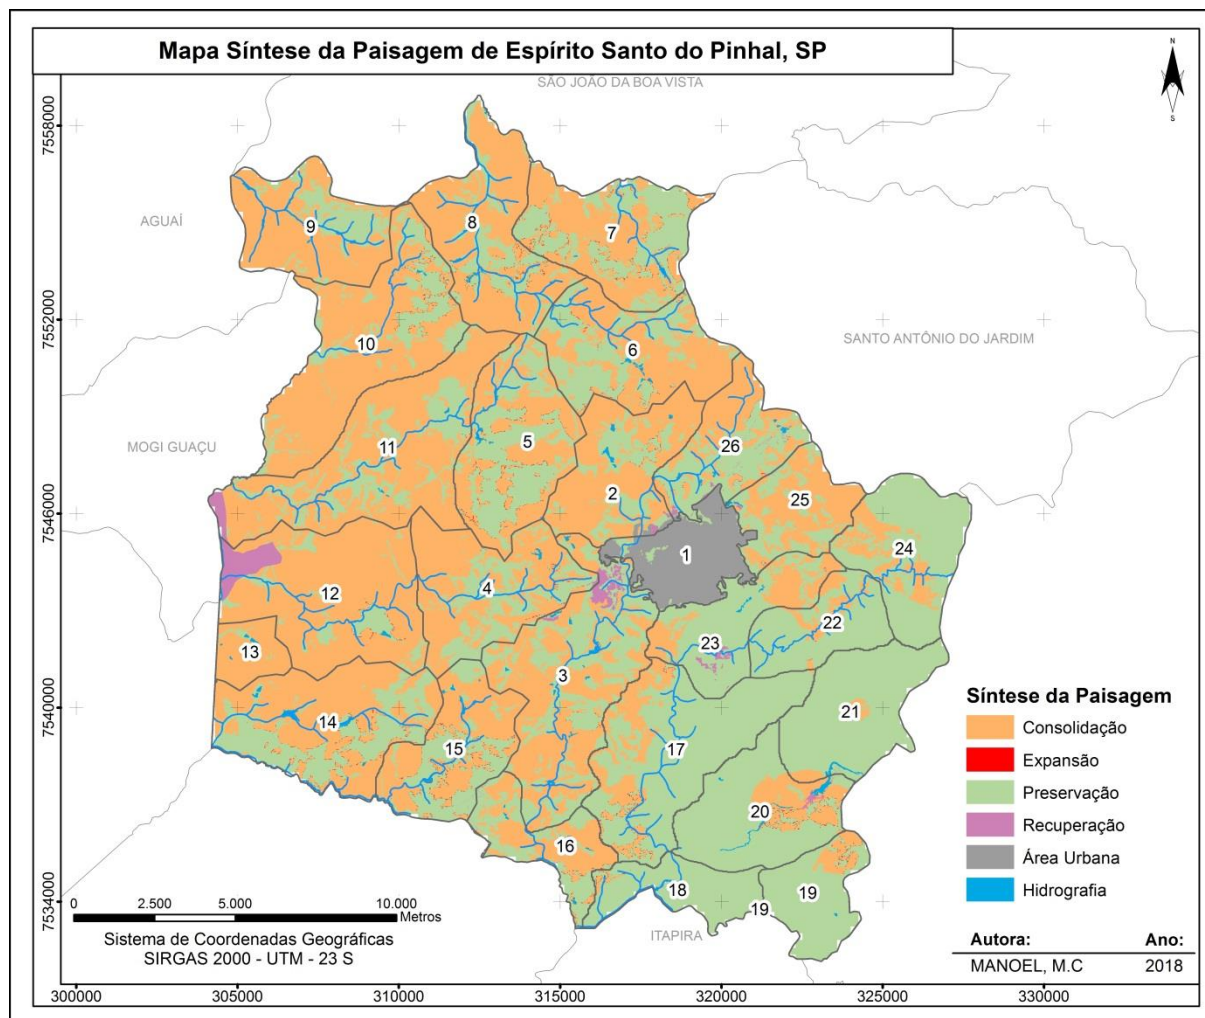 Mapa Síntese da Paisagem de Espírito Santo do Pinhal, SP
N
S
SÃO JOÃO DA BOA VISTA
7558000
AGUAÍ
9
8
7
7552000
SANTO ANTÔNIO DO JARDIM
10
6
MOGI GUAÇU
11
5
26
2
25
7546000
1
24
12
4
22
13
23
3
7540000
14
15
17
21
20
16
18
19
19
7534000
ITAPIRA
Síntese da Paisagem
Consolidação
Expansão
Preservação
Recuperação
Área Urbana
Hidrografia
0 2.500 5.000 10.000
Metros
Sistema de Coordenadas Geográficas
SIRGAS 2000 - UTM - 23 S
Autora: Ano:
MANOEL, M.C 2018
300000 305000 310000 315000 320000 325000 330000